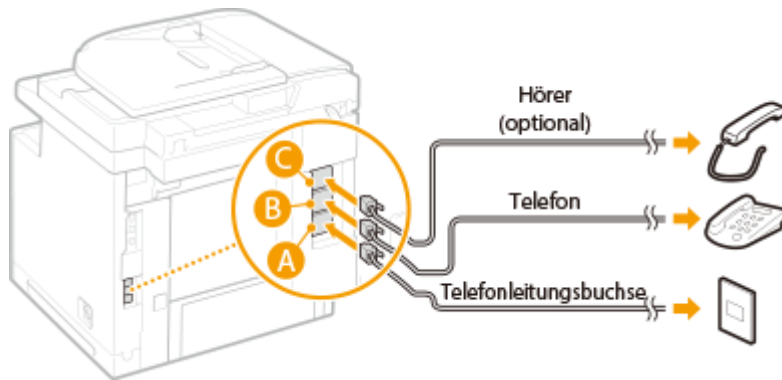 Hörer
(optional)
C
B
Telefon
A
Telefonleitungsbuchse